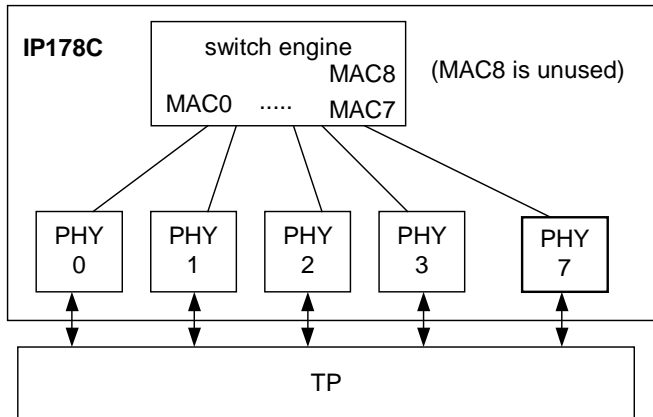 IP178C
switch engine
MAC8
(MAC8 is unused)
MAC0 ..... MAC7
PHY
0
PHY
1
PHY
2
PHY
3
PHY
7
TP